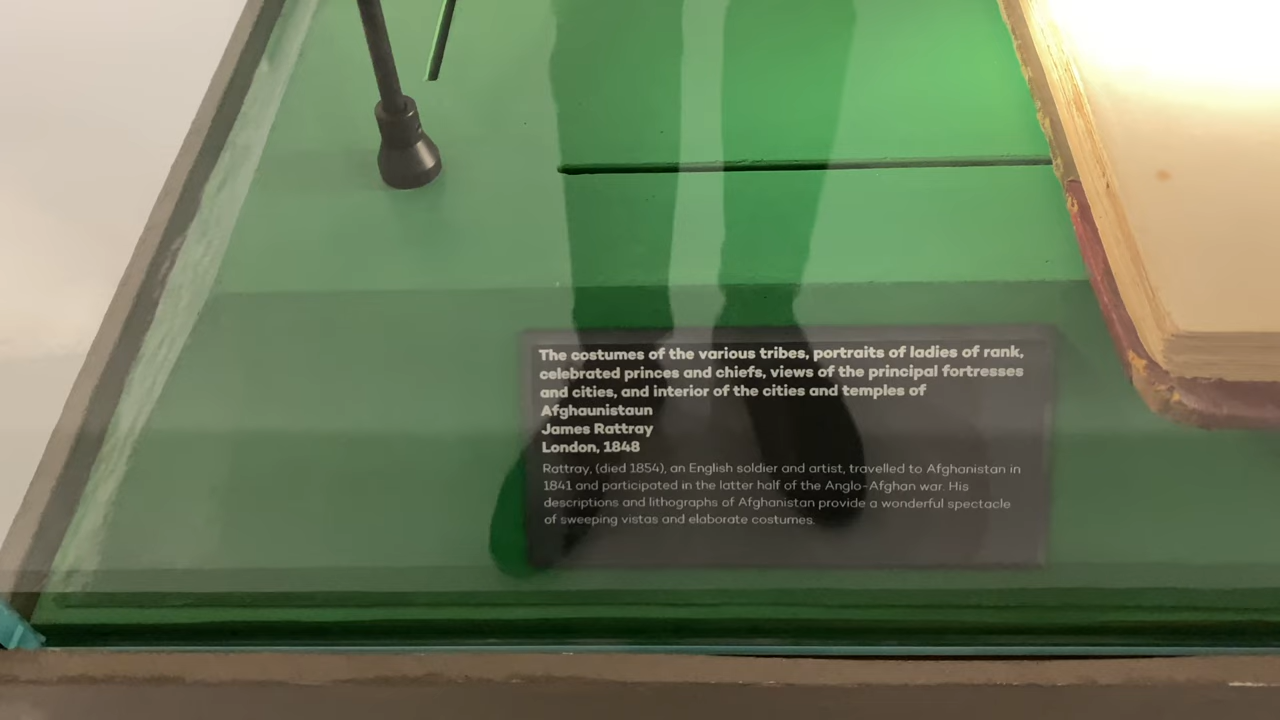 The costumes of the various tribes, portraits of ladies of rank,
celebrated princes and chiefs, views of the principal fortresses
and cities, and interior of the cities and temples of
Afghaunistaun
James Rattray
London, 1848
Rattray, (died 1854), an English soldier and artist, travelled to Afghanistan in
1841 and participated in the latter half of the Anglo-Afghan war. His
descriptions and lithographs of Afghanistan provide a wonderful spectacle
of sweeping vistas and elaborate costumes.